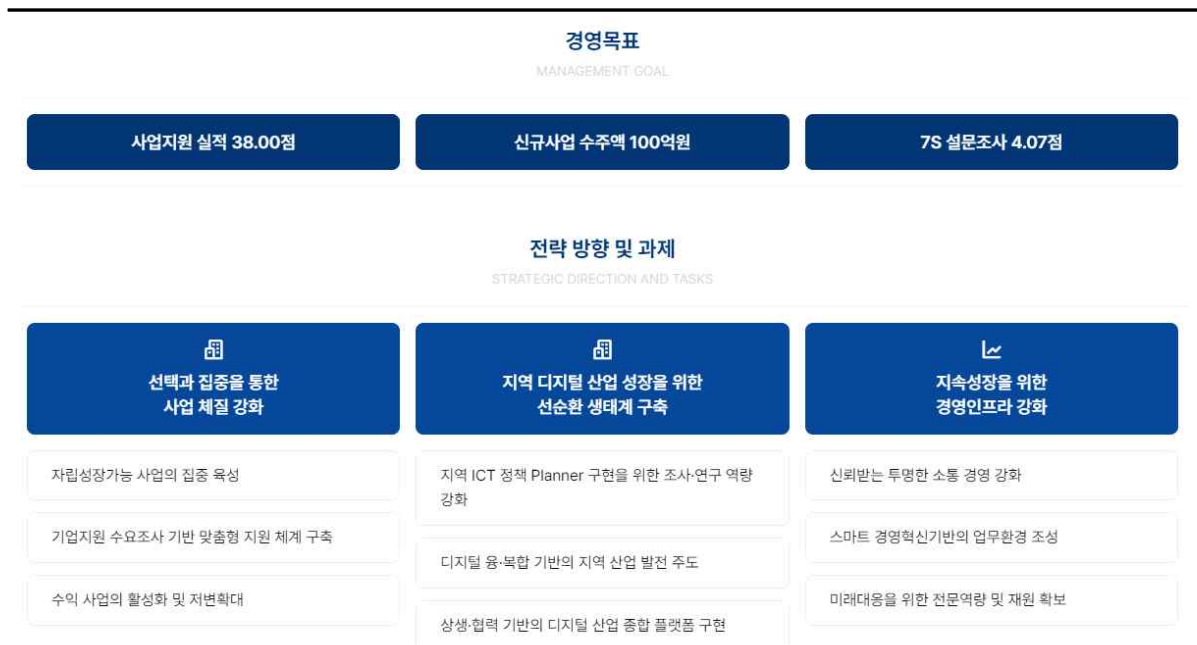 경영목표
MANAGEMENT GOAL
사업지원 실적 38.00점
신규사업 수주액 100억원
7S 설문조사 4.07점
전략 방향 및 과제
STRATEGIC DIRECTION AND TASKS
선택과 집중을 통한
사업 체질 강화
자립성장가능 사업의 집중 육성
기업지원 수요조사 기반 맞춤형 지원 체계 구축
수익 사업의 활성화 및 저변확대
지역 디지털 산업 성장을 위한
선순환 생태계 구축
지역 ICT 정책 Planner 구현을 위한 조사·연구 역량
강화
디지털 융·복합 기반의 지역 산업 발전 주도
상생·협력 기반의 디지털 산업 종합 플랫폼 구현
지속성장을 위한
경영인프라 강화
신뢰받는 투명한 소통 경영 강화
스마트 경영혁신기반의 업무환경 조성
미래대응을 위한 전문역량 및 재원 확보